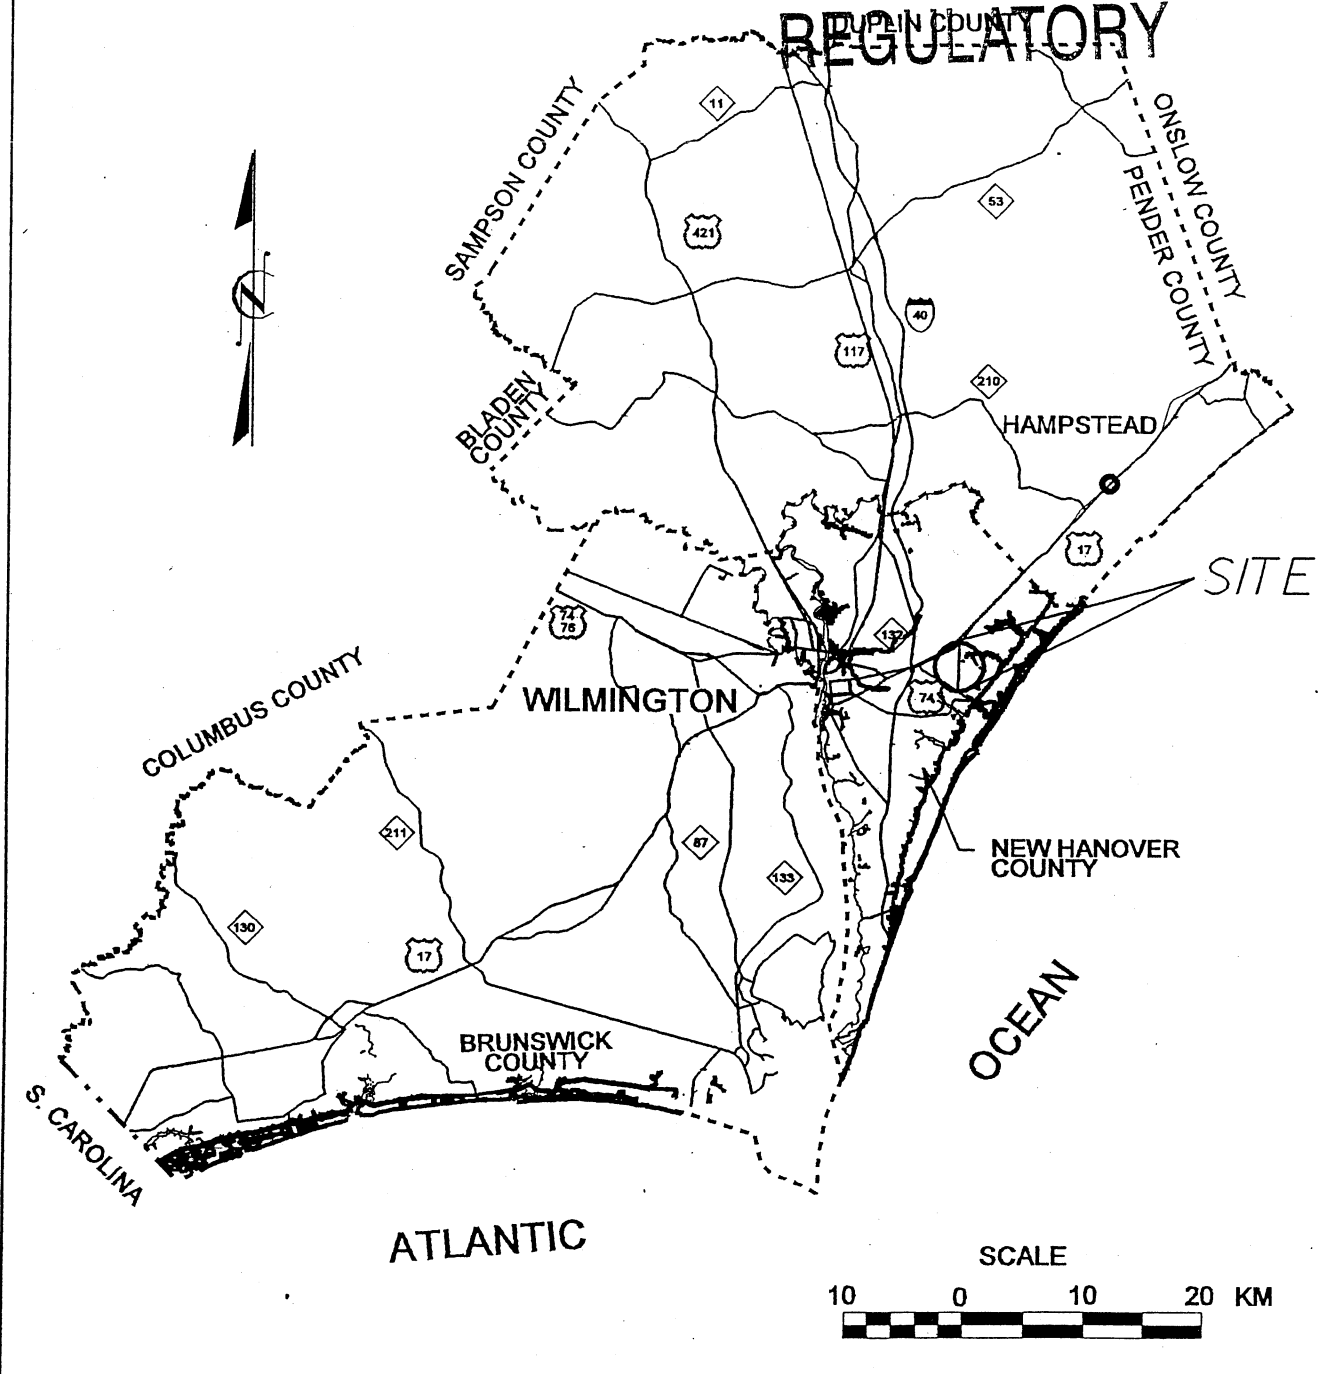 DUPLIN COUNTY
REGULATORY
11
SAMPSON COUNTY
ONSLOW COUNTY
PENDER COUNTY
53
421
N
40
117
210
BLADEN
COUNTY
HAMPSTEAD
17
SITE
74
76
132
COLUMBUS COUNTY
WILMINGTON
74
211
87
NEW HANOVER
COUNTY
133
130
17
OCEAN
BRUNSWICK
COUNTY
S. CAROLINA
ATLANTIC
SCALE
10 0 10 20 KM